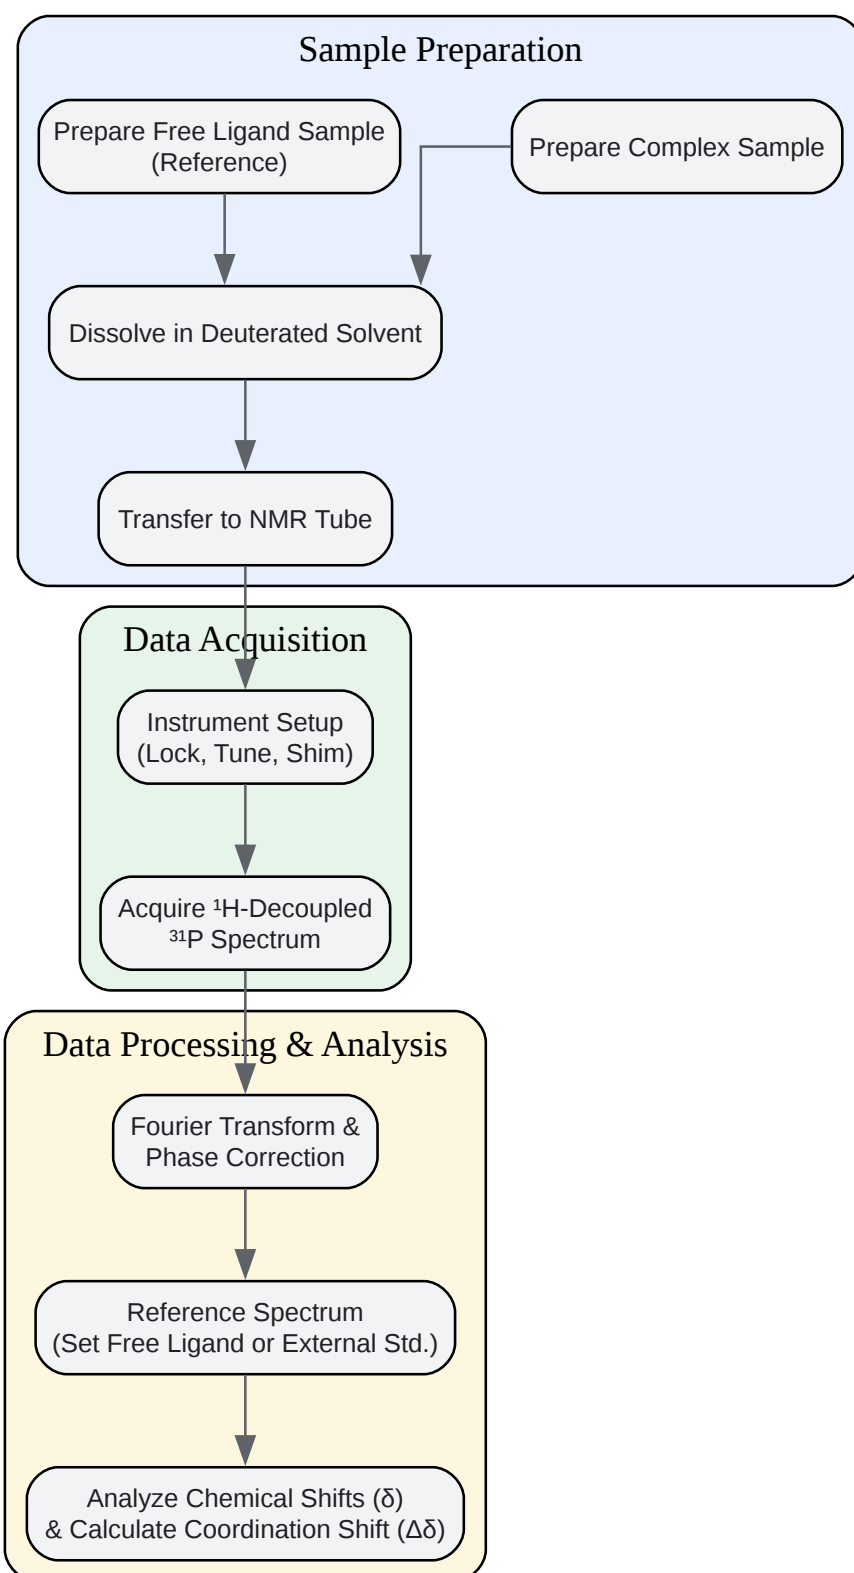 Sample Preparation
Prepare Free Ligand Sample
(Reference)
Prepare Complex Sample
Dissolve in Deuterated Solvent
Transfer to NMR Tube
Data Acquisition
Instrument Setup
(Lock, Tune, Shim)
Acquire ¹H-Decoupled
³¹P Spectrum
Data Processing & Analysis
Fourier Transform &
Phase Correction
Reference Spectrum
(Set Free Ligand or External Std.)
Analyze Chemical Shifts (δ)
& Calculate Coordination Shift (Δδ)